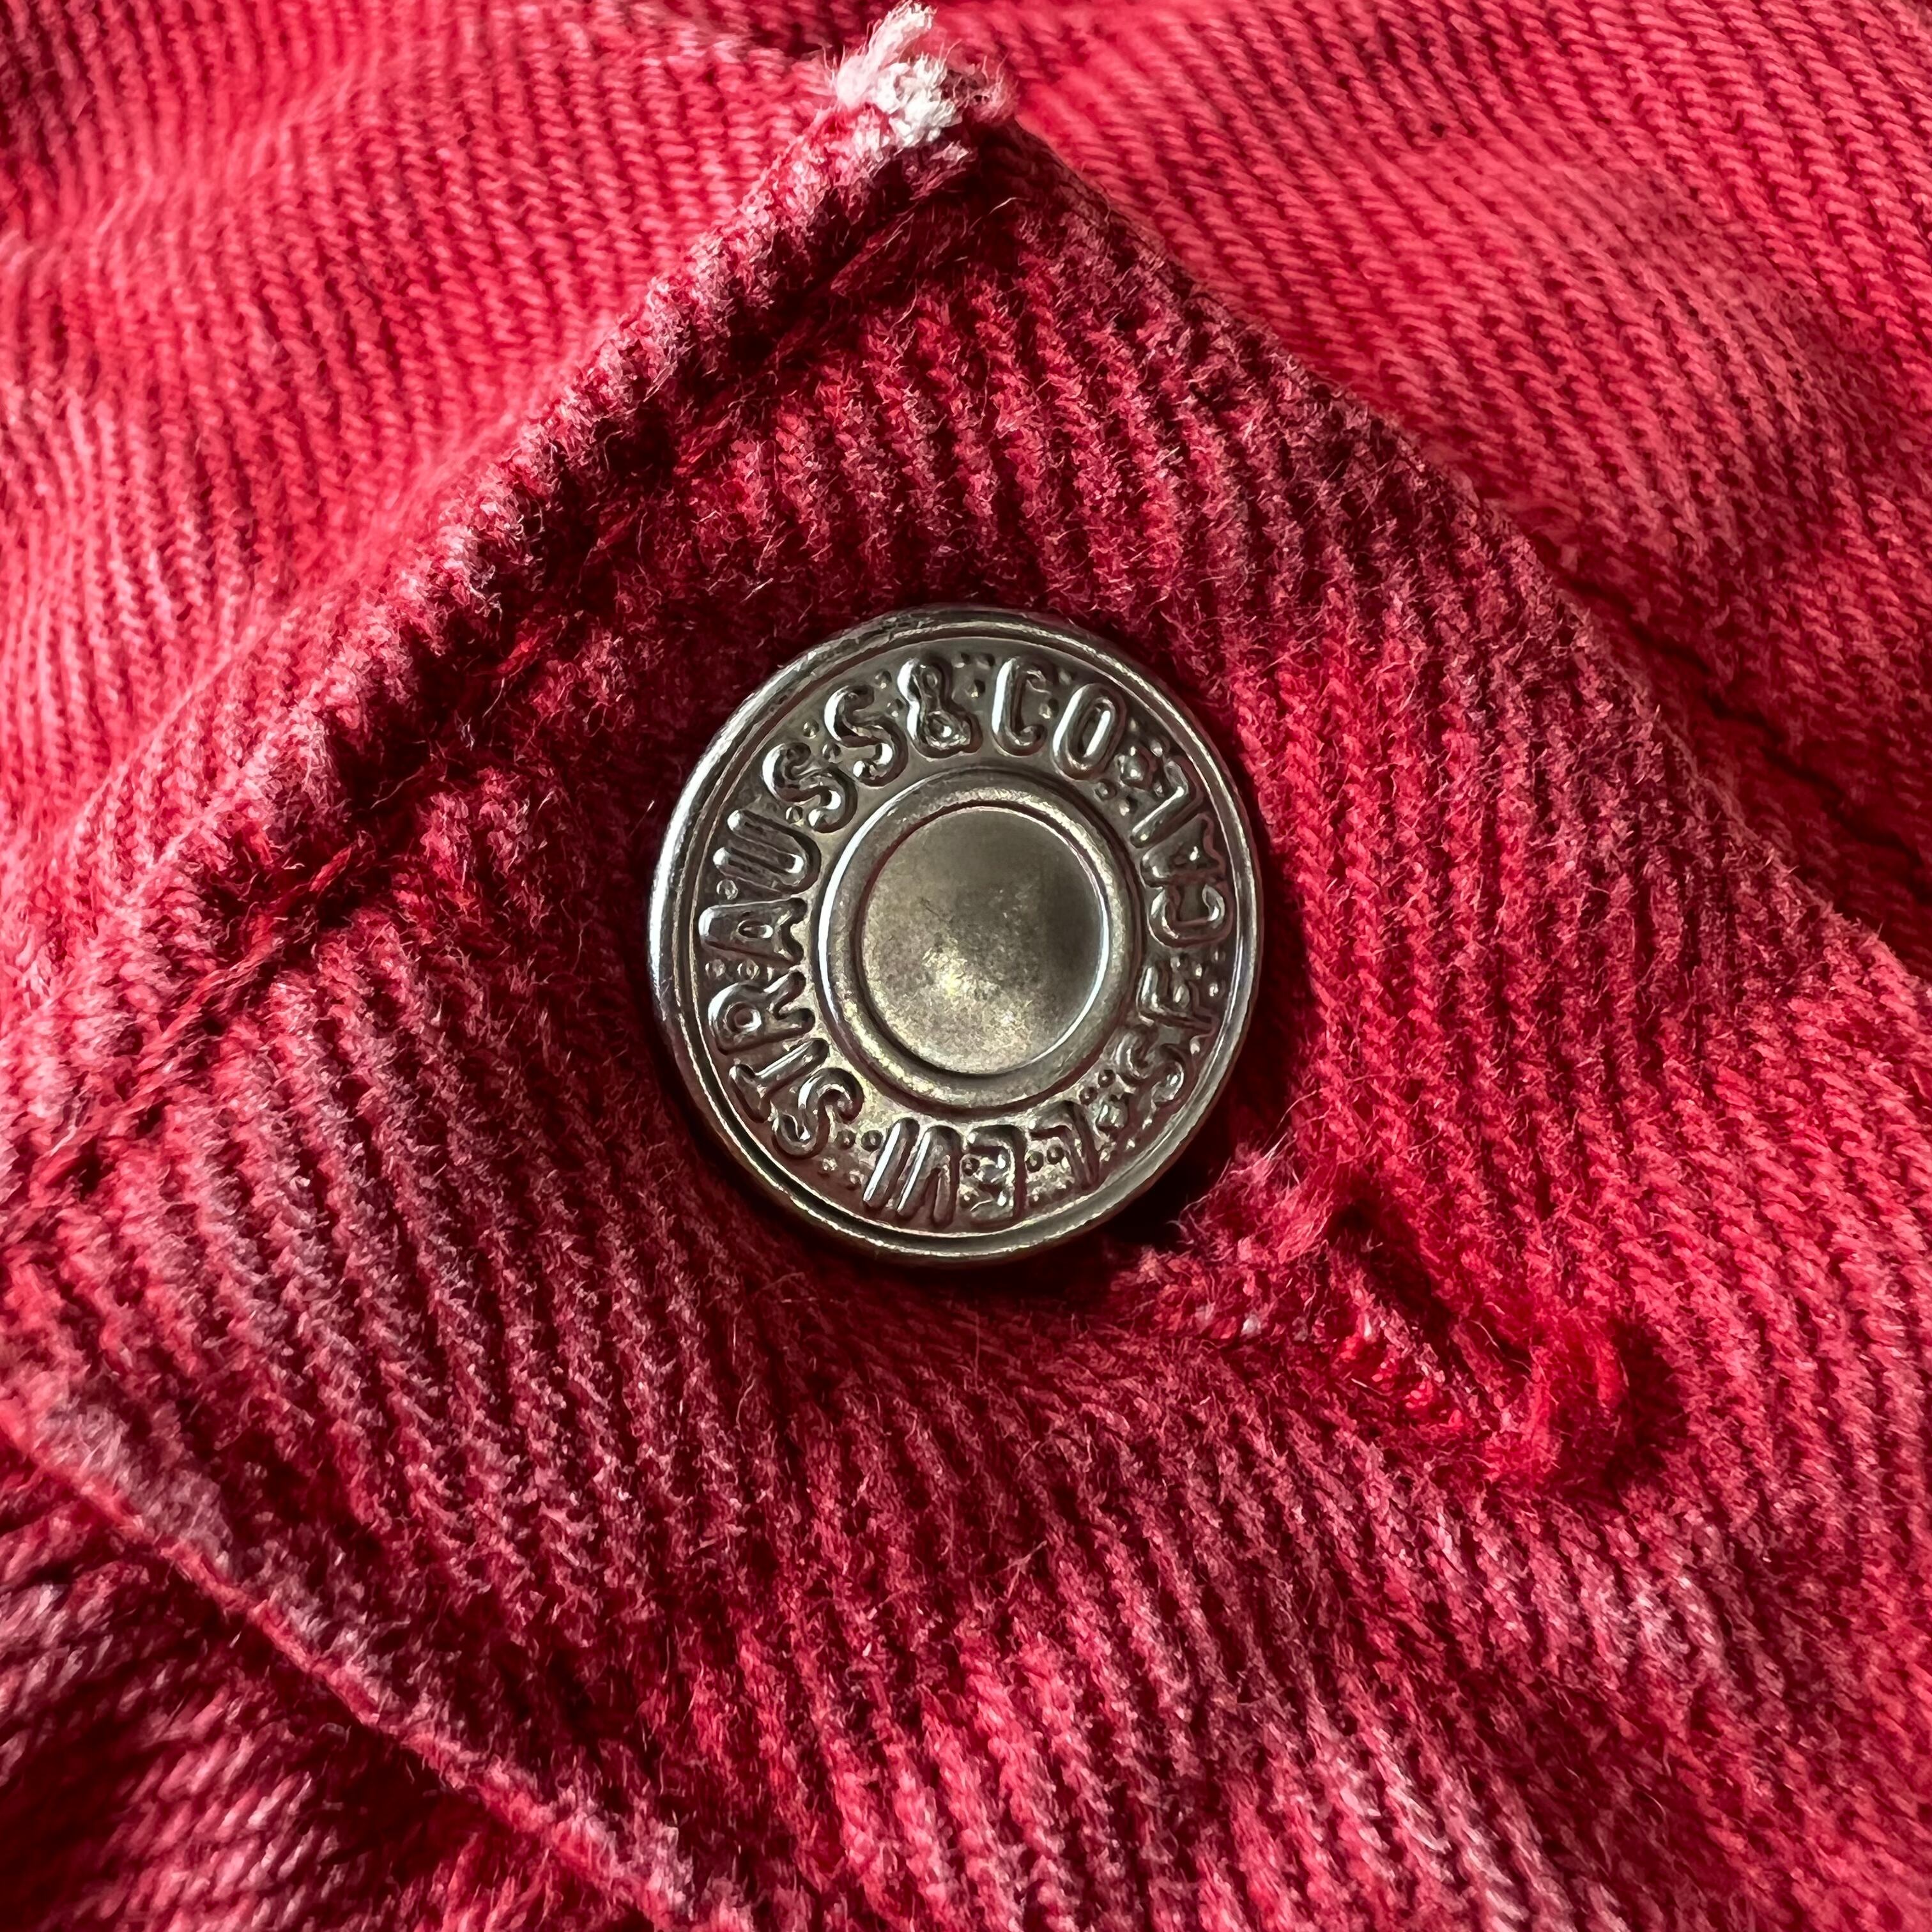 LEVI STRAUSS & CO S.F. CAL.